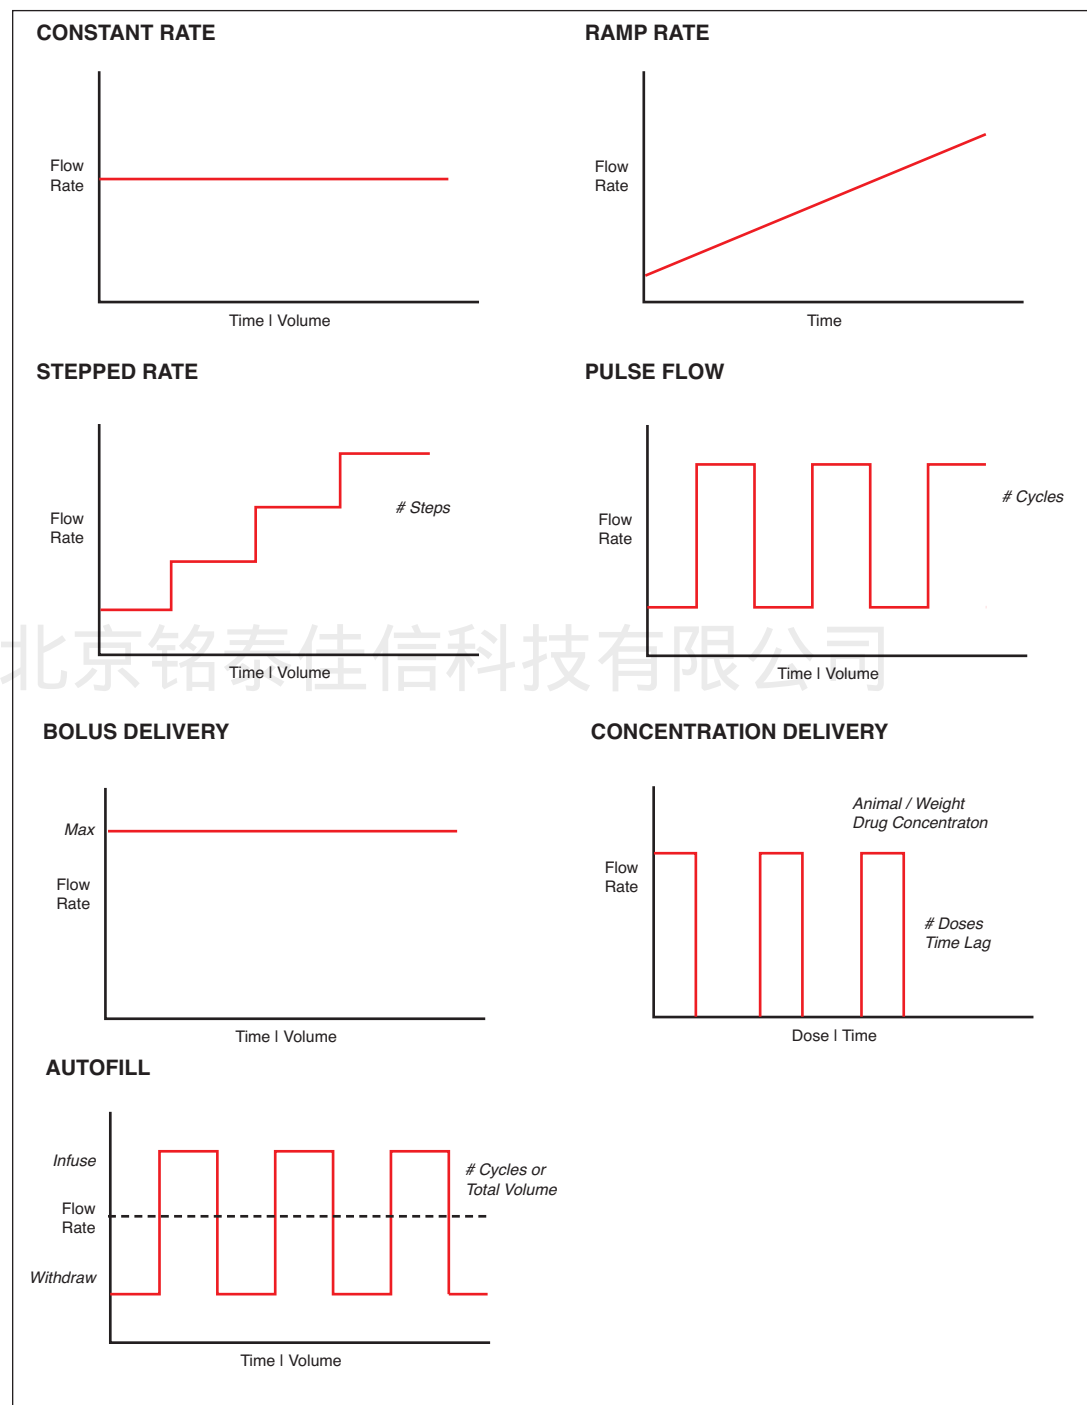 CONSTANT RATE
Flow
Rate
Time | Volume
RAMP RATE
Flow
Rate
Time
STEPPED RATE
Flow
Rate
# Steps
Time | Volume
PULSE FLOW
Flow
Rate
# Cycles
Time | Volume
北京铭泰佳信科技有限公司
BOLUS DELIVERY
Max
Flow
Rate
Time | Volume
CONCENTRATION DELIVERY
Animal / Weight
Drug Concentraton
Flow
Rate
# Doses
Time Lag
Dose | Time
AUTOFILL
Infuse
# Cycles or
Total Volume
Flow
Rate
Withdraw
Time | Volume